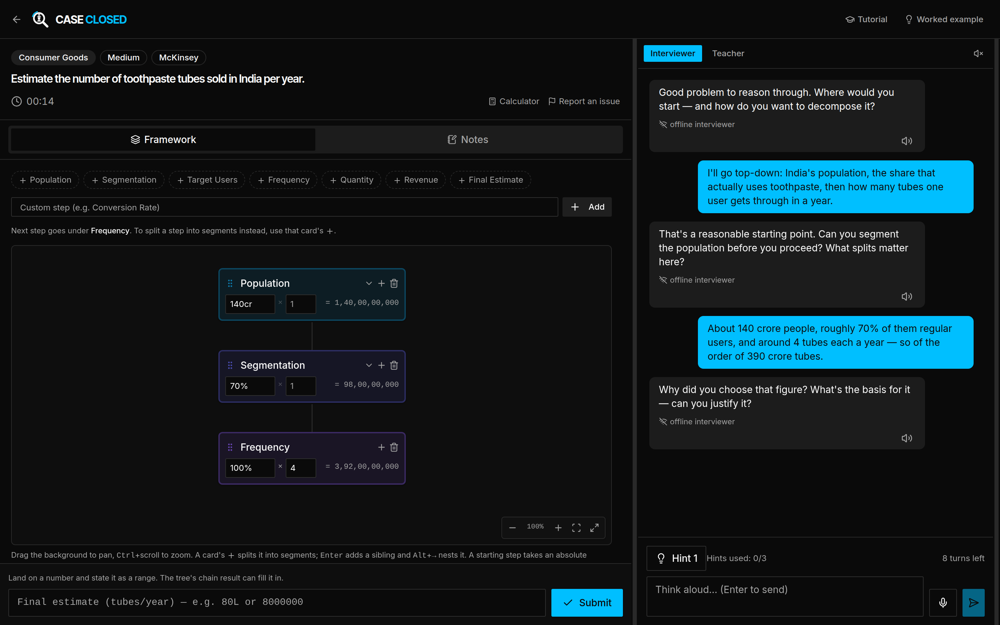 CASE CLOSED
Tutorial
Worked example
Consumer Goods
Medium
McKinsey
Estimate the number of toothpaste tubes sold in India per year.
00:14
Calculator
Report an issue
Framework
Notes
+ Population
+ Segmentation
+ Target Users
+ Frequency
+ Quantity
+ Revenue
+ Final Estimate
Custom step (e.g. Conversion Rate)
+ Add
Next step goes under Frequency. To split a step into segments instead, use that card's +.
Population
140cr × 1 = 1,40,00,00,000
Segmentation
70% × 1 = 98,00,00,000
Frequency
100% × 4 = 3,92,00,00,000
100%
Drag the background to pan, Ctrl+scroll to zoom. A card's + splits it into segments; Enter adds a sibling and Alt+→ nests it. A starting step takes an absolute
Land on a number and state it as a range. The tree's chain result can fill it in.
Final estimate (tubes/year) — e.g. 80L or 8000000
Submit
Interviewer
Teacher
Good problem to reason through. Where would you
start — and how do you want to decompose it?
offline interviewer
I'll go top-down: India's population, the share that
actually uses toothpaste, then how many tubes one
user gets through in a year.
That's a reasonable starting point. Can you segment
the population before you proceed? What splits matter
here?
offline interviewer
About 140 crore people, roughly 70% of them regular
users, and around 4 tubes each a year — so of the
order of 390 crore tubes.
Why did you choose that figure? What's the basis for it
— can you justify it?
offline interviewer
Hint 1
Hints used: 0/3
8 turns left
Think aloud... (Enter to send)